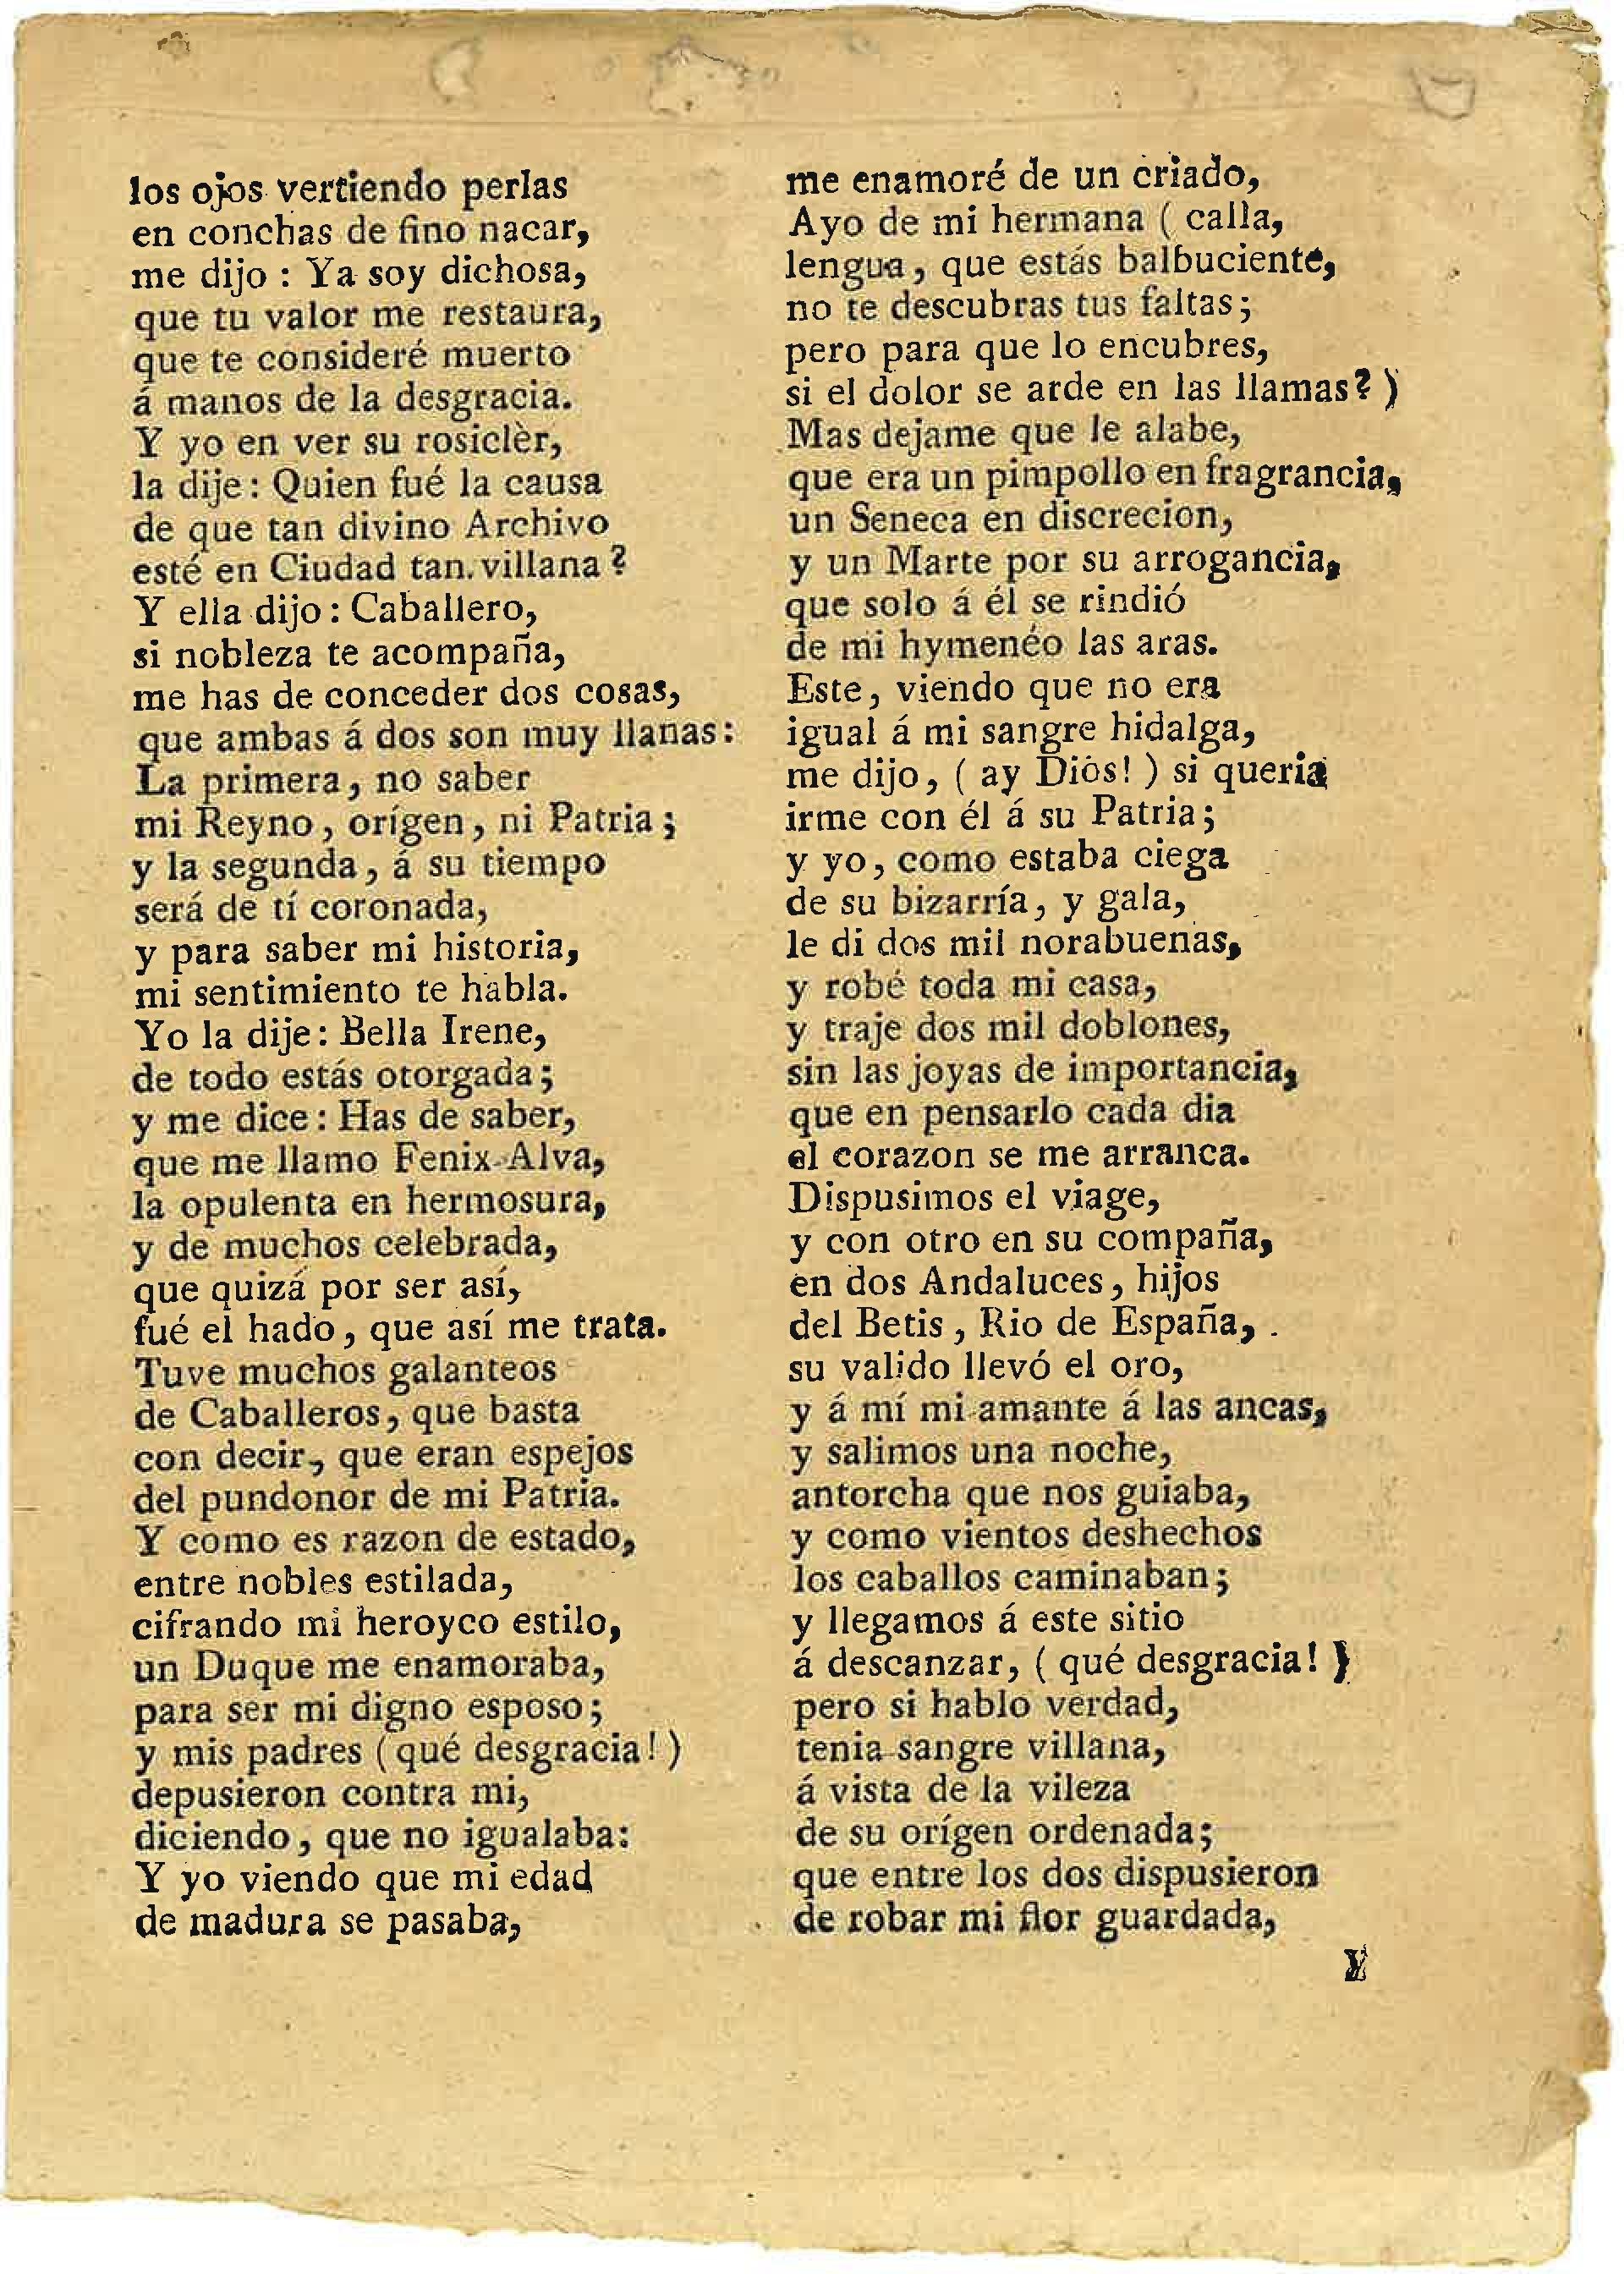 los ojos vertiendo perlas
en conchas de fino nacar,
me dijo : Ya soy dichosa,
que tu valor me restaura,
que te consideré muerto
á manos de la desgracia.
Y yo en ver su rosiclèr,
la dije : Quien fué la causa
de que tan divino Archivo
esté en Ciudad tan villana ?
Y ella dijo : Caballero,
si nobleza te acompaña,
me has de conceder dos cosas,
que ambas á dos son muy llanas :
La primera, no saber
mi Reyno, orígen, ni Patria ;
y la segunda, á su tiempo
será de tí coronada,
y para saber mi historia,
mi sentimiento te habla.
Yo la dije : Bella Irene,
de todo estás otorgada ;
y me dice : Has de saber,
que me llamo Fenix-Alva,
la opulenta en hermosura,
y de muchos celebrada,
que quizá por ser así,
fué el hado, que así me trata.
Tuve muchos galanteos
de Caballeros, que basta
con decir, que eran espejos
del pundonor de mi Patria.
Y como es razon de estado,
entre nobles estilada,
cifrando mi heroyco estilo,
un Duque me enamoraba,
para ser mi digno esposo ;
y mis padres ( qué desgracia! )
depusieron contra mi,
diciendo, que no igualaba:
Y yo viendo que mi edad
de madura se pasaba,
me enamoré de un criado,
Ayo de mi hermana ( calla,
lengua, que estás balbuciente,
no te descubras tus faltas ;
pero para que lo encubres,
si el dolor se arde en las llamas? )
Mas dejame que le alabe,
que era un pimpollo en fragrancia,
un Seneca en discrecion,
y un Marte por su arrogancia,
que solo á él se rindió
de mi hymenéo las aras.
Este, viendo que no era
igual á mi sangre hidalga,
me dijo, ( ay Dios! ) si queria
irme con él á su Patria ;
y yo, como estaba ciega
de su bizarría, y gala,
le di dos mil norabuenas,
y robé toda mi casa,
y traje dos mil doblones,
sin las joyas de importancia,
que en pensarlo cada dia
el corazon se me arranca.
Dispusimos el viage,
y con otro en su compaña,
en dos Andaluces, hijos
del Betis, Rio de España,
su valido llevó el oro,
y á mí mi amante á las ancas,
y salimos una noche,
antorcha que nos guiaba,
y como vientos deshechos
los caballos caminaban ;
y llegamos á este sitio
á descanzar, ( qué desgracia! )
pero si hablo verdad,
tenia sangre villana,
á vista de la vileza
de su orígen ordenada ;
que entre los dos dispusieron
de robar mi flor guardada,
Y